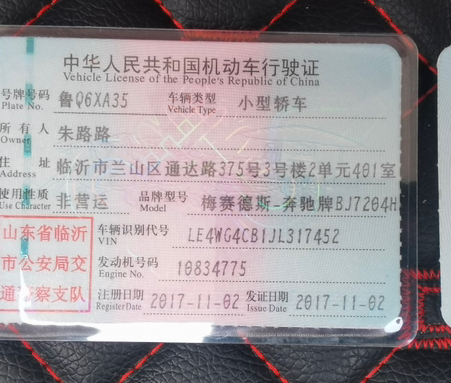 中华人民共和国机动车行驶证
Vehicle License of the People's Republic of China
号牌号码 鲁Q6XA35 车辆类型 小型轿车
Plate No. Vehicle Type
所有人 朱路路
Owner
住址 临沂市兰山区通达路375号3号楼2单元401室
Address
使用性质 非营运 品牌型号 梅赛德斯-奔驰牌BJ7204H
Use Character Model
山东省临沂 车辆识别代号 LE4WG4CB1JL317452
VIN
市公安局交 发动机号码 10834775
Engine No.
通警察支队 注册日期 2017-11-02 发证日期 2017-11-02
Register Date Issue Date